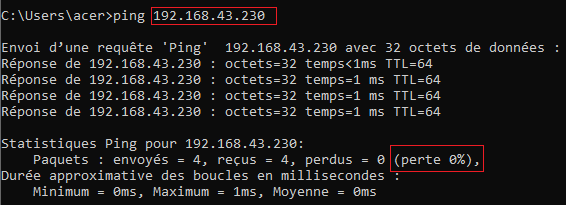 C:\Users\acer>ping 192.168.43.230
Envoi d’une requête 'Ping'  192.168.43.230 avec 32 octets de données :
Réponse de 192.168.43.230 : octets=32 temps<1ms TTL=64
Réponse de 192.168.43.230 : octets=32 temps=1 ms TTL=64
Réponse de 192.168.43.230 : octets=32 temps=1 ms TTL=64
Réponse de 192.168.43.230 : octets=32 temps=1 ms TTL=64
Statistiques Ping pour 192.168.43.230:
    Paquets : envoyés = 4, reçus = 4, perdus = 0 (perte 0%),
Durée approximative des boucles en millisecondes :
    Minimum = 0ms, Maximum = 1ms, Moyenne = 0ms